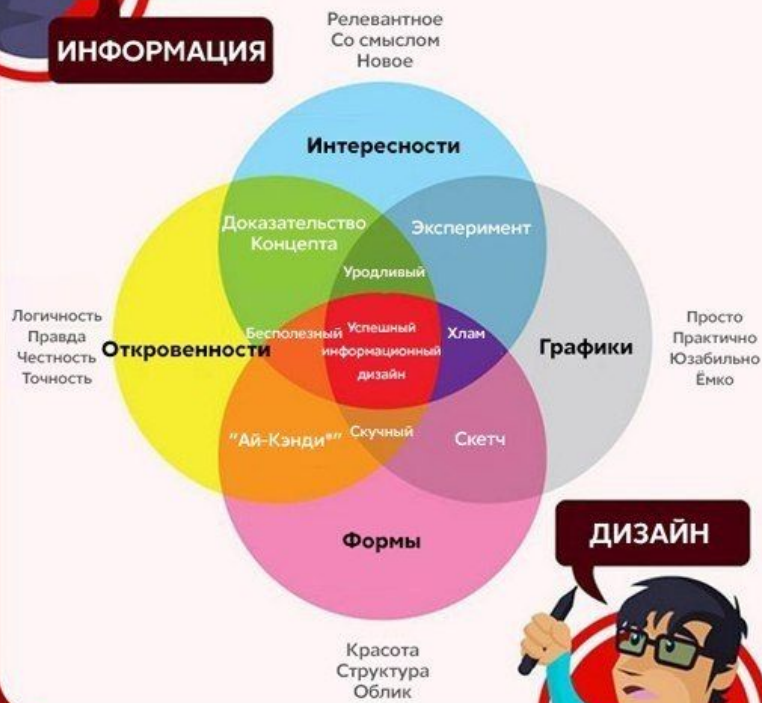 ИНФОРМАЦИЯ
Релевантное
Со смыслом
Новое
Интересности
Доказательство
Концепта
Эксперимент
Уродливый
Логичность
Правда
Честность
Точность
Откровенности
Бесполезный
Успешный
информационный
дизайн
Хлам
Графики
Просто
Практично
Юзабильно
Ёмко
"Ай-Кэнди*"
Скучный
Скетч
Формы
ДИЗАЙН
Красота
Структура
Облик